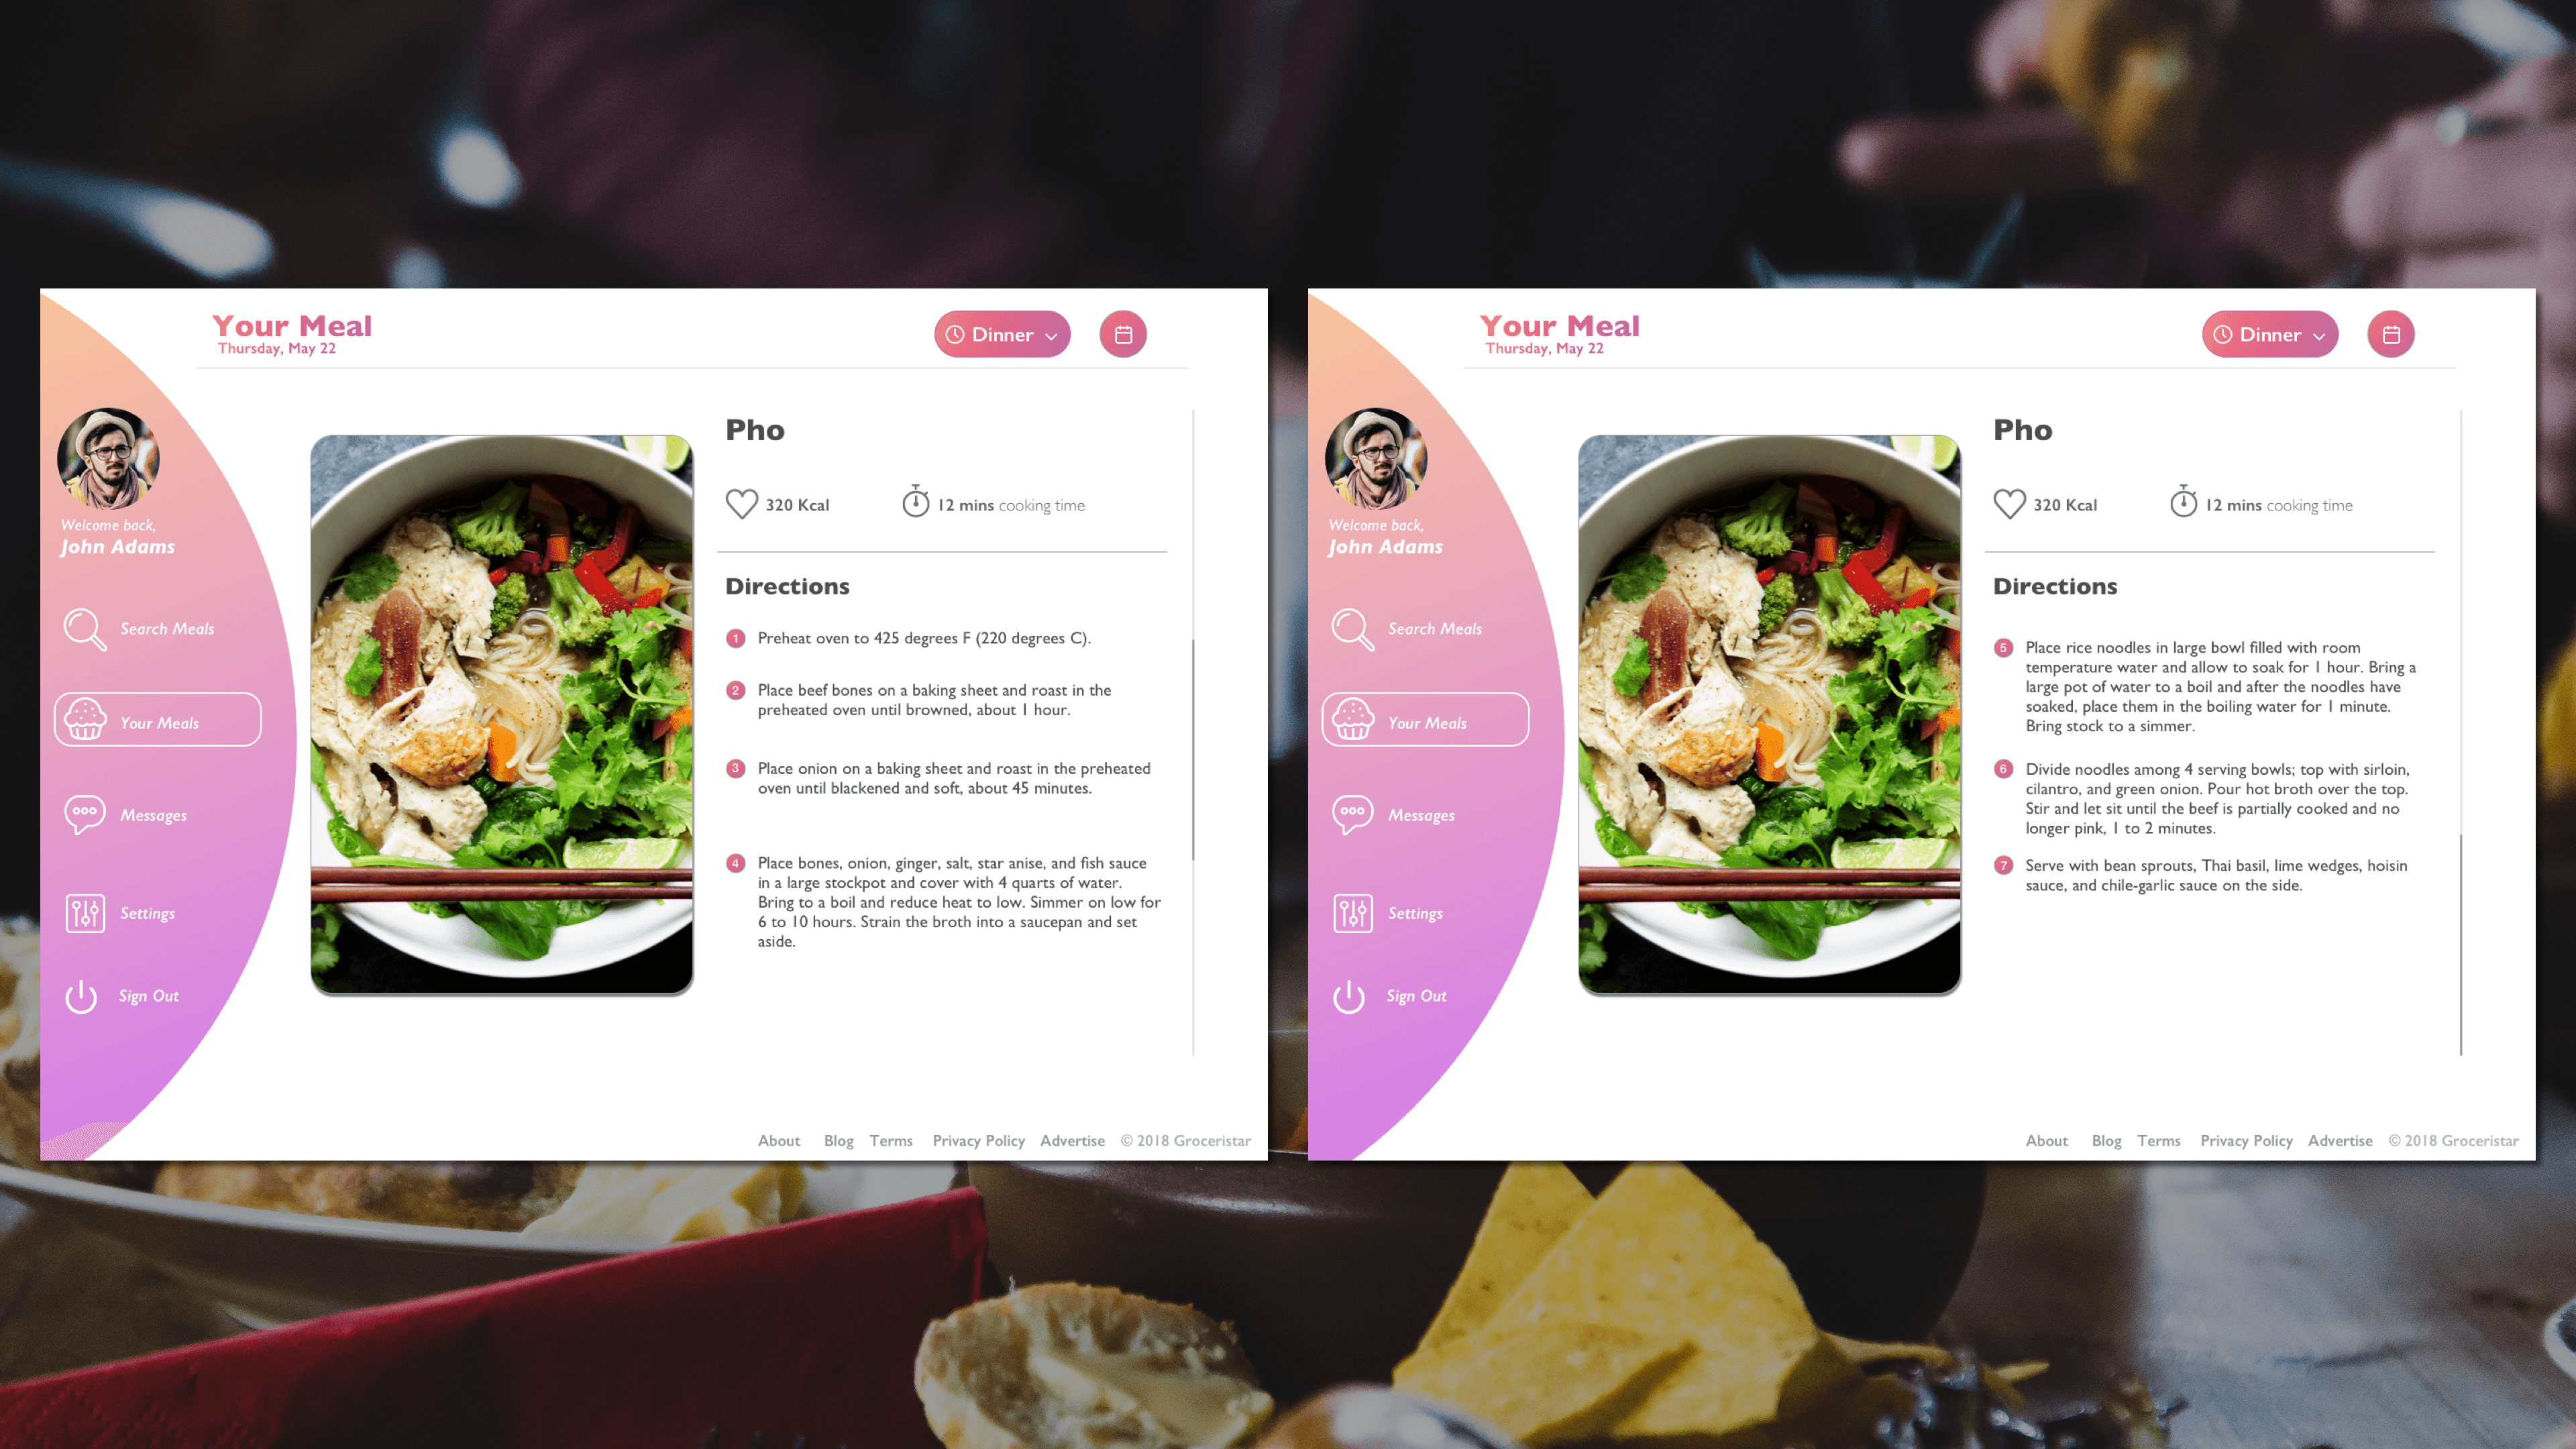 Your Meal
Thursday, May 22
Dinner
Welcome back,
John Adams
Search Meals
Your Meals
Messages
Settings
Sign Out
Pho
320 Kcal
12 mins cooking time
Directions
1 Preheat oven to 425 degrees F (220 degrees C).
2 Place beef bones on a baking sheet and roast in the
preheated oven until browned, about 1 hour.
3 Place onion on a baking sheet and roast in the preheated
oven until blackened and soft, about 45 minutes.
4 Place bones, onion, ginger, salt, star anise, and fish sauce
in a large stockpot and cover with 4 quarts of water.
Bring to a boil and reduce heat to low. Simmer on low for
6 to 10 hours. Strain the broth into a saucepan and set
aside.
About Blog Terms Privacy Policy Advertise © 2018 Groceristar
Your Meal
Thursday, May 22
Dinner
Welcome back,
John Adams
Search Meals
Your Meals
Messages
Settings
Sign Out
Pho
320 Kcal
12 mins cooking time
Directions
5 Place rice noodles in large bowl filled with room
temperature water and allow to soak for 1 hour. Bring a
large pot of water to a boil and after the noodles have
soaked, place them in the boiling water for 1 minute.
Bring stock to a simmer.
6 Divide noodles among 4 serving bowls; top with sirloin,
cilantro, and green onion. Pour hot broth over the top.
Stir and let sit until the beef is partially cooked and no
longer pink, 1 to 2 minutes.
7 Serve with bean sprouts, Thai basil, lime wedges, hoisin
sauce, and chile-garlic sauce on the side.
About Blog Terms Privacy Policy Advertise © 2018 Groceristar